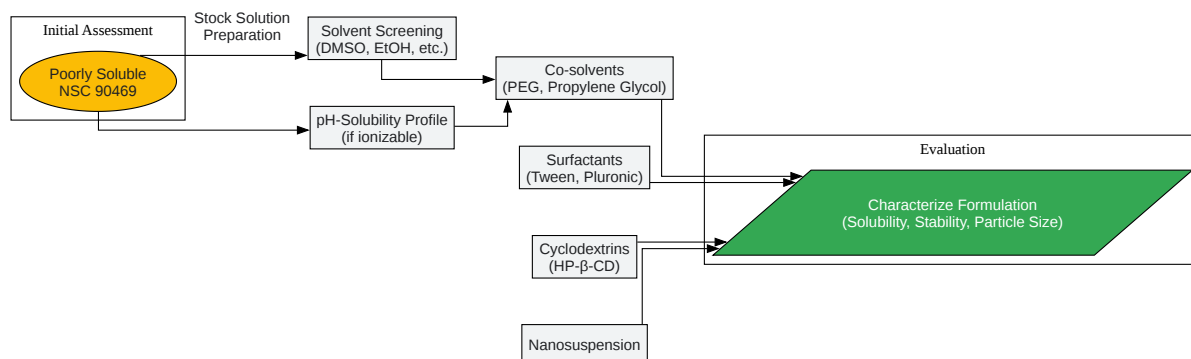 Initial Assessment
Poorly Soluble
NSC 90469
Stock Solution
Preparation
Solvent Screening
(DMSO, EtOH, etc.)
pH-Solubility Profile
(if ionizable)
Co-solvents
(PEG, Propylene Glycol)
Surfactants
(Tween, Pluronic)
Cyclodextrins
(HP-β-CD)
Nanosuspension
Evaluation
Characterize Formulation
(Solubility, Stability, Particle Size)